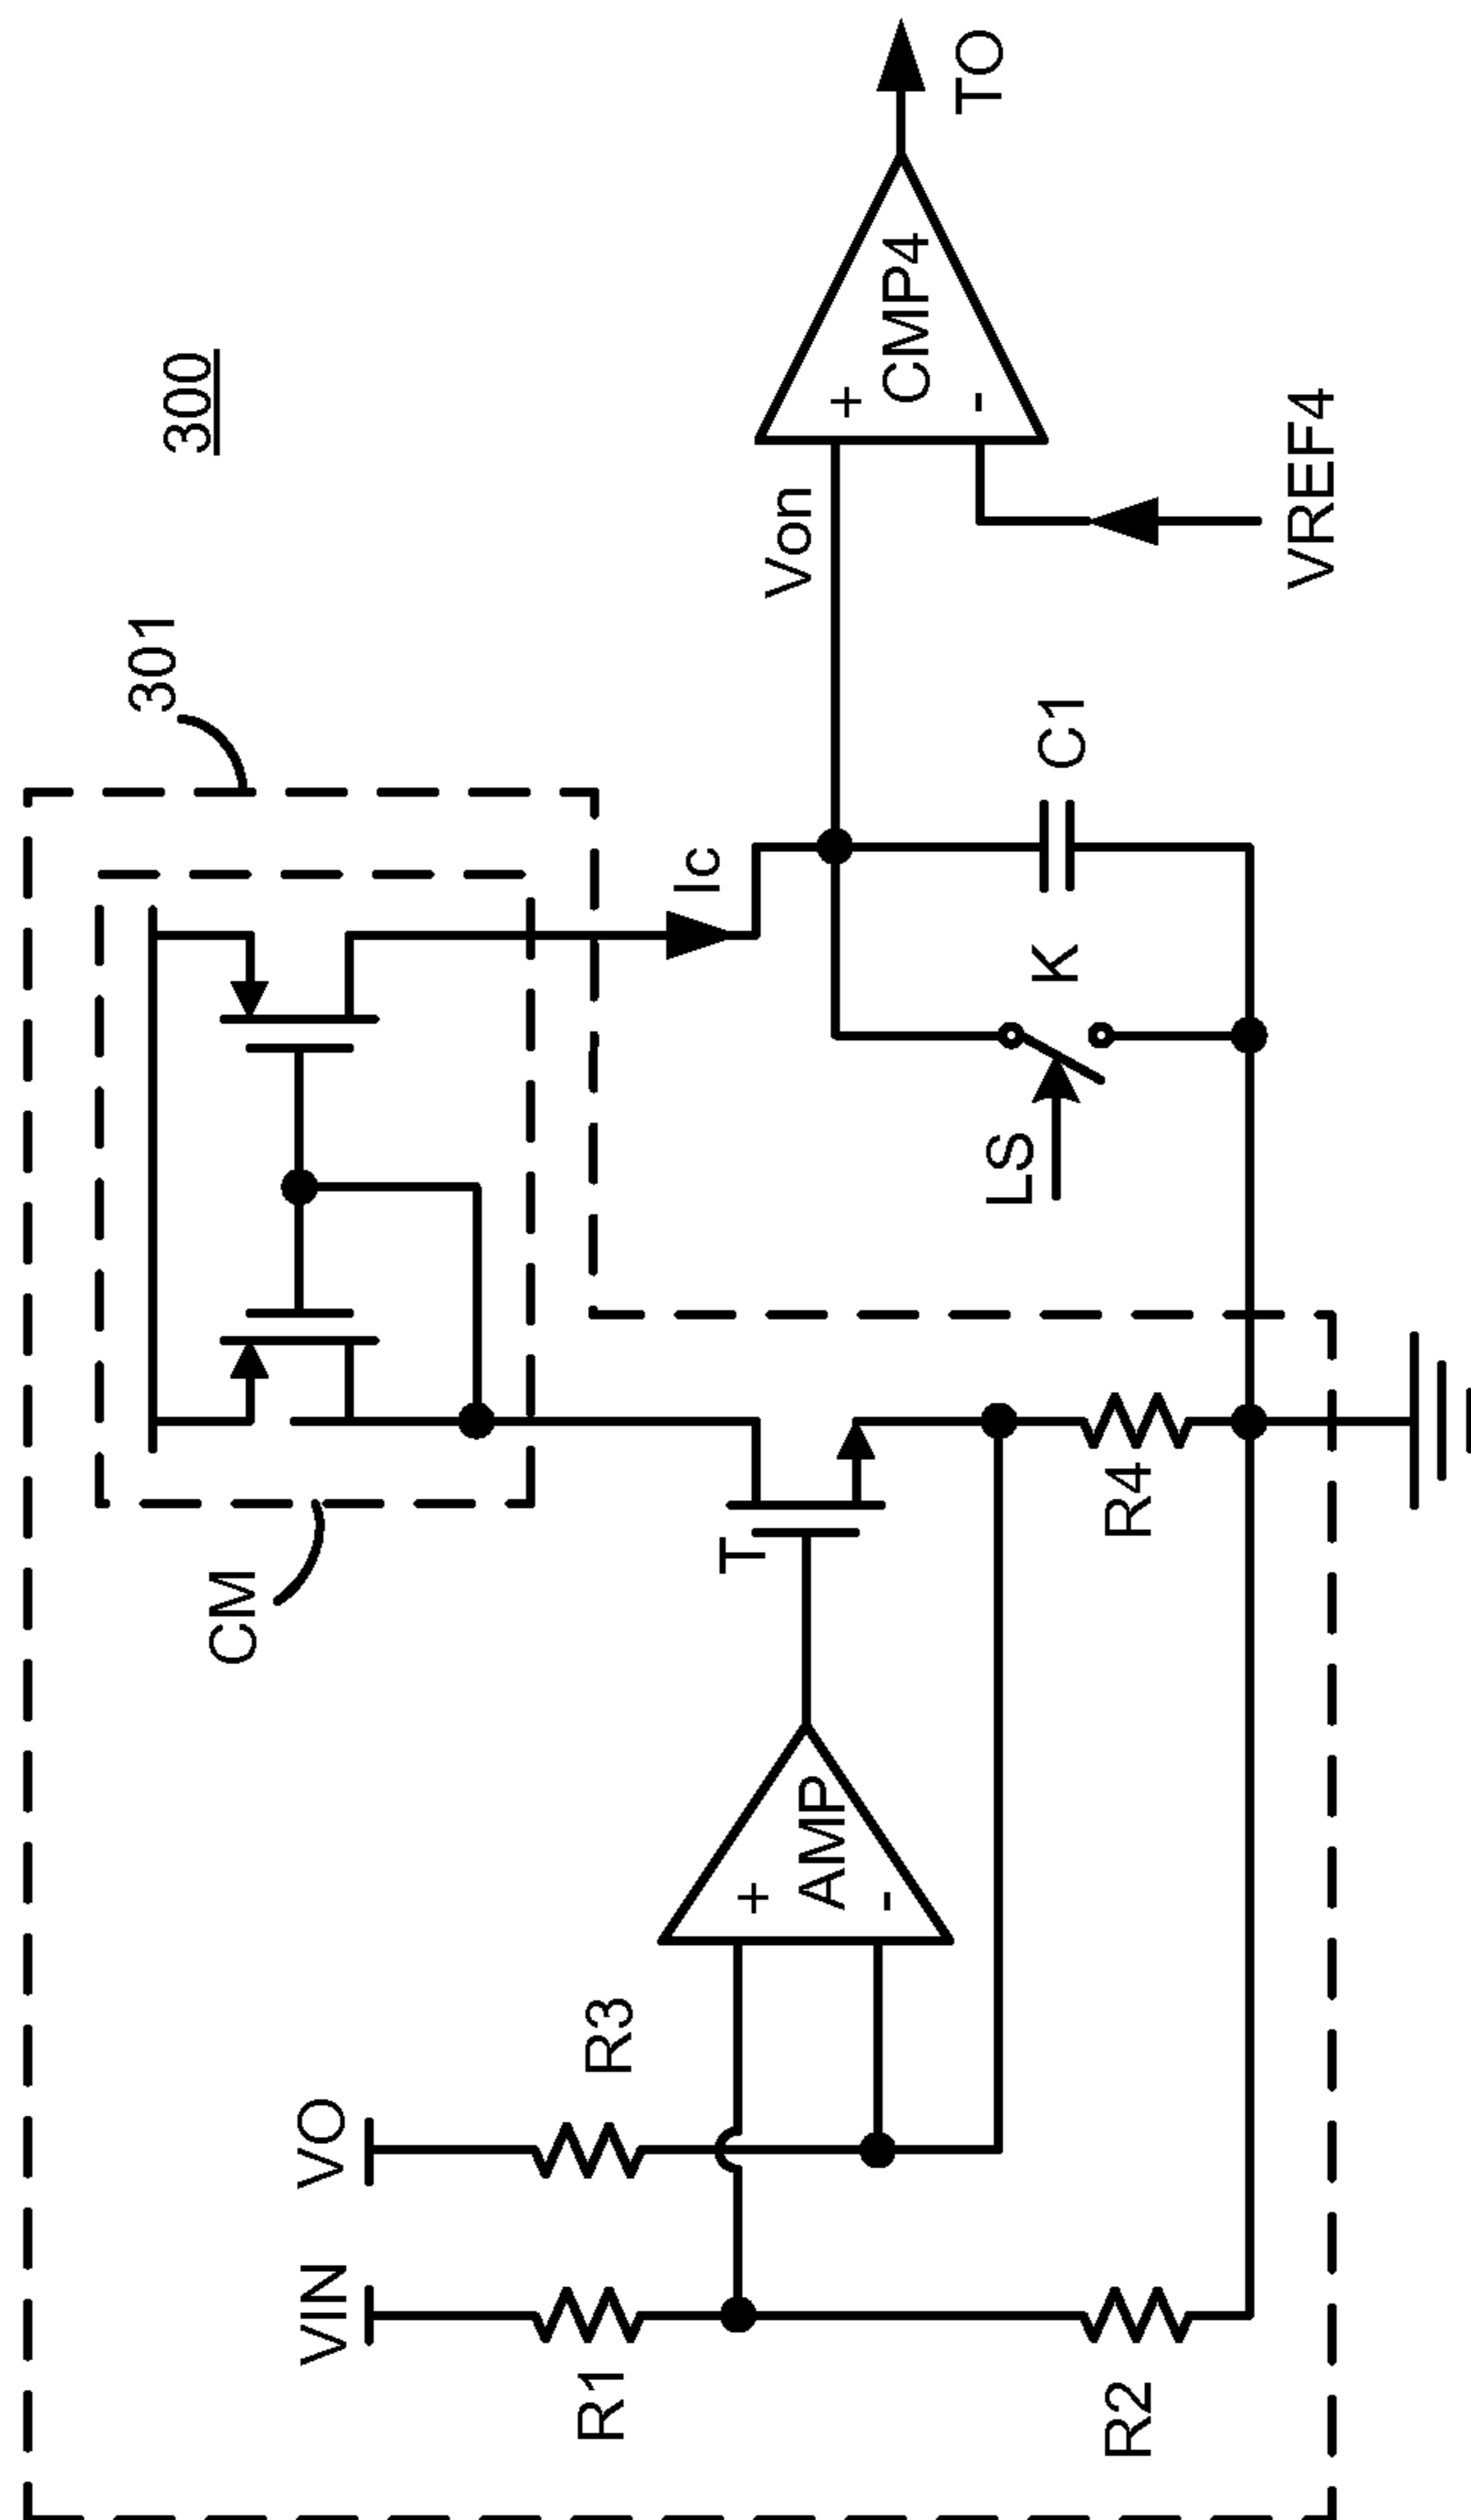 300
301
CM
VIN
VO
R1
R3
+
AMP
-
T
Ic
Von
+
CMP4
-
TO
LS
K
C1
VREF4
R2
R4